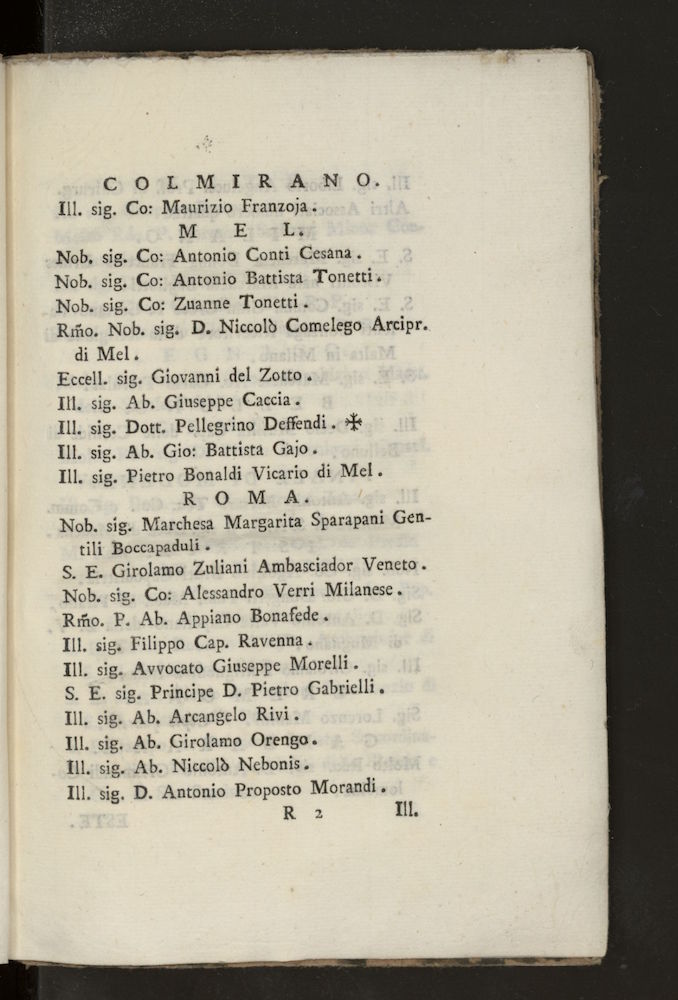 COLMIRANO.
Ill. sig. Co: Maurizio Franzoja.
MEL.
Nob. sig. Co: Antonio Conti Cesana.
Nob. sig. Co: Antonio Battista Tonetti.
Nob. sig. Co: Zuanne Tonetti.
Rm̃o. Nob. sig. D. Niccolò Comelego Arcipr.
di Mel.
Eccell. sig. Giovanni del Zotto.
Ill. sig. Ab. Giuseppe Caccia.
Ill. sig. Dott. Pellegrino Deffendi. ✠
Ill. sig. Ab. Gio: Battista Gajo.
Ill. sig. Pietro Bonaldi Vicario di Mel.
ROMA.
Nob. sig. Marchesa Margarita Sparapani Gen-
tili Boccapaduli.
S. E. Girolamo Zuliani Ambasciador Veneto.
Nob. sig. Co: Alessandro Verri Milanese.
Rm̃o. P. Ab. Appiano Bonafede.
Ill. sig. Filippo Cap. Ravenna.
Ill. sig. Avvocato Giuseppe Morelli.
S. E. sig. Principe D. Pietro Gabrielli.
Ill. sig. Ab. Arcangelo Rivi.
Ill. sig. Ab. Girolamo Orengo.
Ill. sig. Ab. Niccolò Nebonis.
Ill. sig. D. Antonio Proposto Morandi.
R 2 Ill.